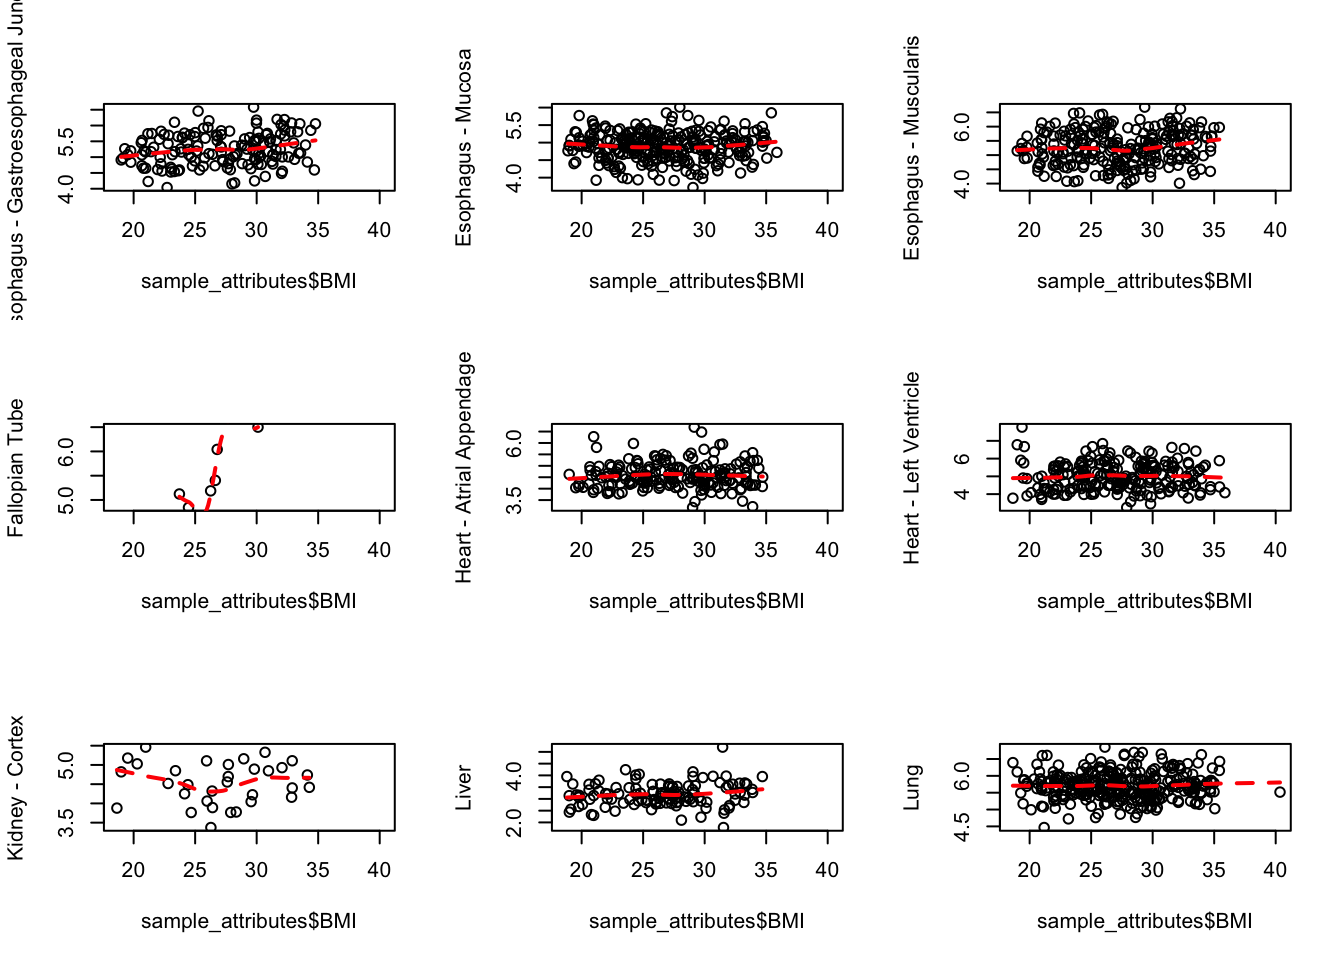 sophagus - Gastroesophageal Junc
4.0 5.5
20 25 30 35 40
sample_attributes$BMI
Esophagus - Mucosa
4.0 5.5
20 25 30 35 40
sample_attributes$BMI
Esophagus - Muscularis
4.0 6.0
20 25 30 35 40
sample_attributes$BMI
Fallopian Tube
5.0 6.0
20 25 30 35 40
sample_attributes$BMI
Heart - Atrial Appendage
3.5 6.0
20 25 30 35 40
sample_attributes$BMI
Heart - Left Ventricle
4 6
20 25 30 35 40
sample_attributes$BMI
Kidney - Cortex
3.5 5.0
20 25 30 35 40
sample_attributes$BMI
Liver
2.0 4.0
20 25 30 35 40
sample_attributes$BMI
Lung
4.5 6.0
20 25 30 35 40
sample_attributes$BMI